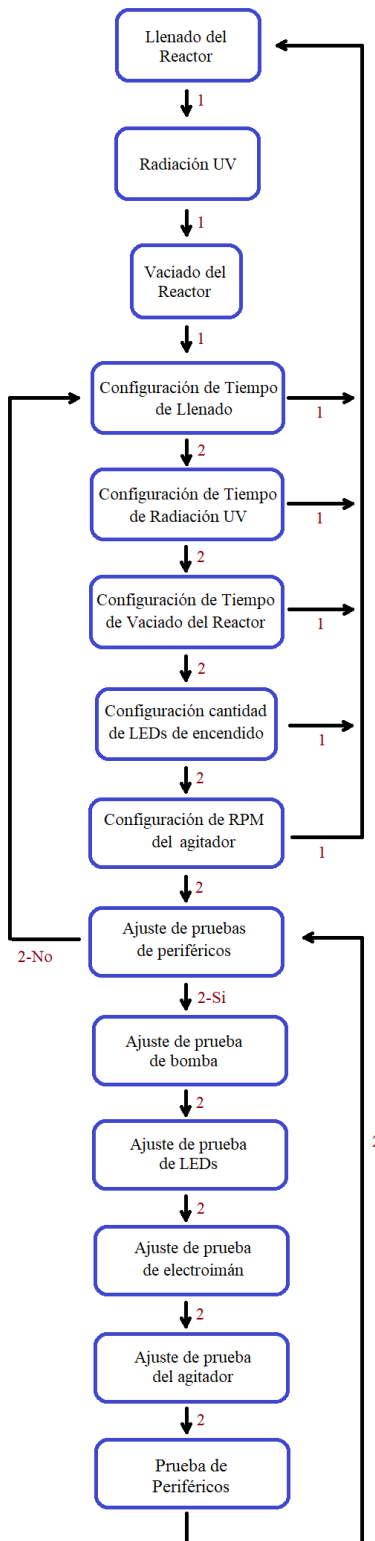 Llenado del
Reactor
1
Radiación UV
1
Vaciado del
Reactor
1
Configuración de Tiempo
de Llenado
1
2
Configuración de Tiempo
de Radiación UV
1
2
Configuración de Tiempo
de Vaciado del Reactor
1
2
Configuración cantidad
de LEDs de encendido
1
2
Configuración de RPM
del agitador
1
2
Ajuste de pruebas
de periféricos
2-No
2-Si
Ajuste de prueba
de bomba
2
Ajuste de prueba
de LEDs
2
2
Ajuste de prueba
de electroimán
2
Ajuste de prueba
del agitador
2
Prueba de
Periféricos